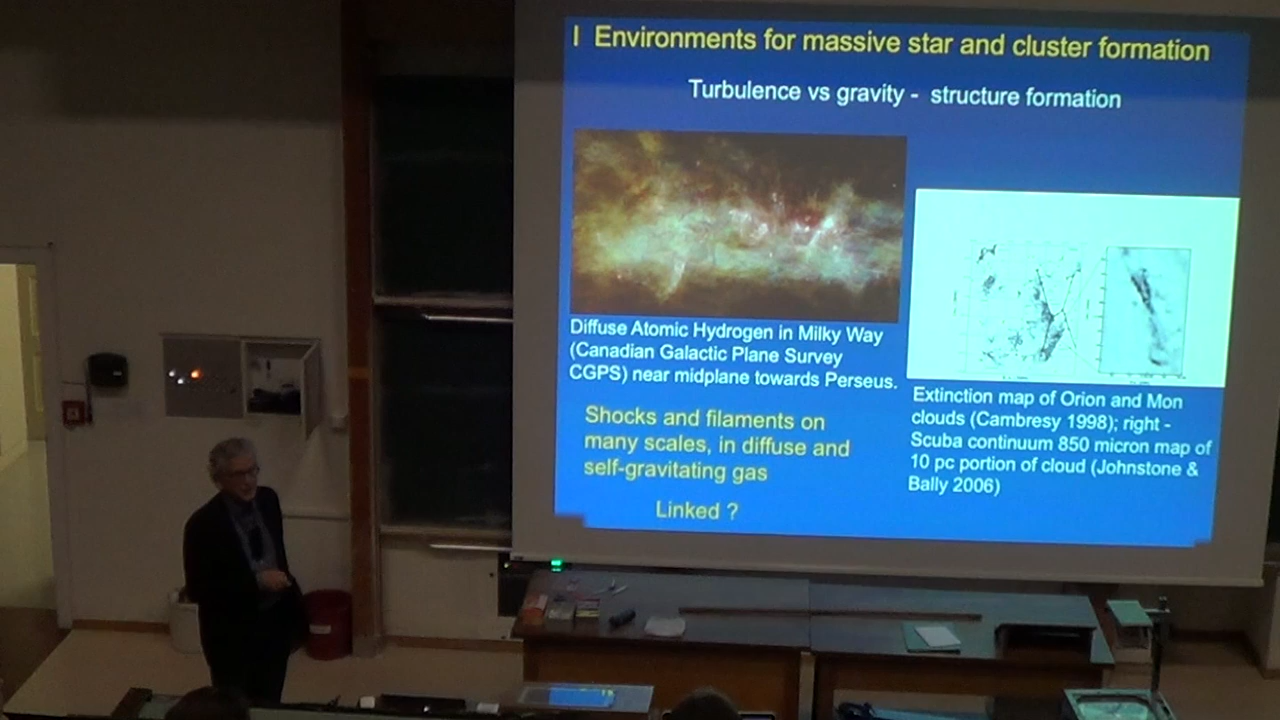 I Environments for massive star and cluster formation
Turbulence vs gravity - structure formation
Diffuse Atomic Hydrogen in Milky Way
(Canadian Galactic Plane Survey
CGPS) near midplane towards Perseus.
Shocks and filaments on
many scales, in diffuse and
self-gravitating gas
Linked ?
Extinction map of Orion and Mon
clouds (Cambresy 1998); right -
Scuba continuum 850 micron map of
10 pc portion of cloud (Johnstone &
Bally 2006)